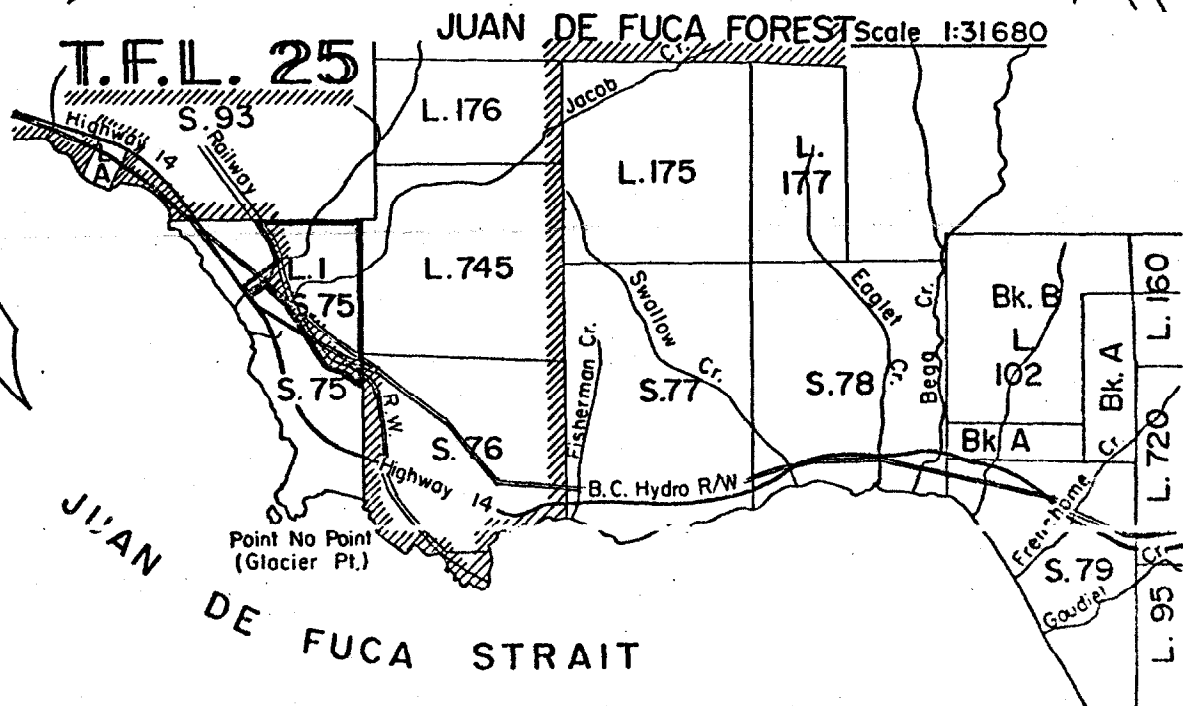 JUAN DE FUCA FOREST
Scale 1:31680
T.F.L. 25
S. 93
Highway 14
Railway
A
L. 176
Jacob Cr.
L. 175
L. 177
L. 745
L. 1
S. 75
S. 75
R.W.
S. 76
Highway 14
Fisherman Cr.
Swallow Cr.
S. 77
Eaglet Cr.
S. 78
Begg Cr.
Bk. B
L 102
Bk. A
Bk A
L. 160
L. 720
L. 95
B.C. Hydro R/W
Cr.
S. 79
Goudier Cr.
Point No Point
(Glacier Pt.)
JUAN DE FUCA STRAIT